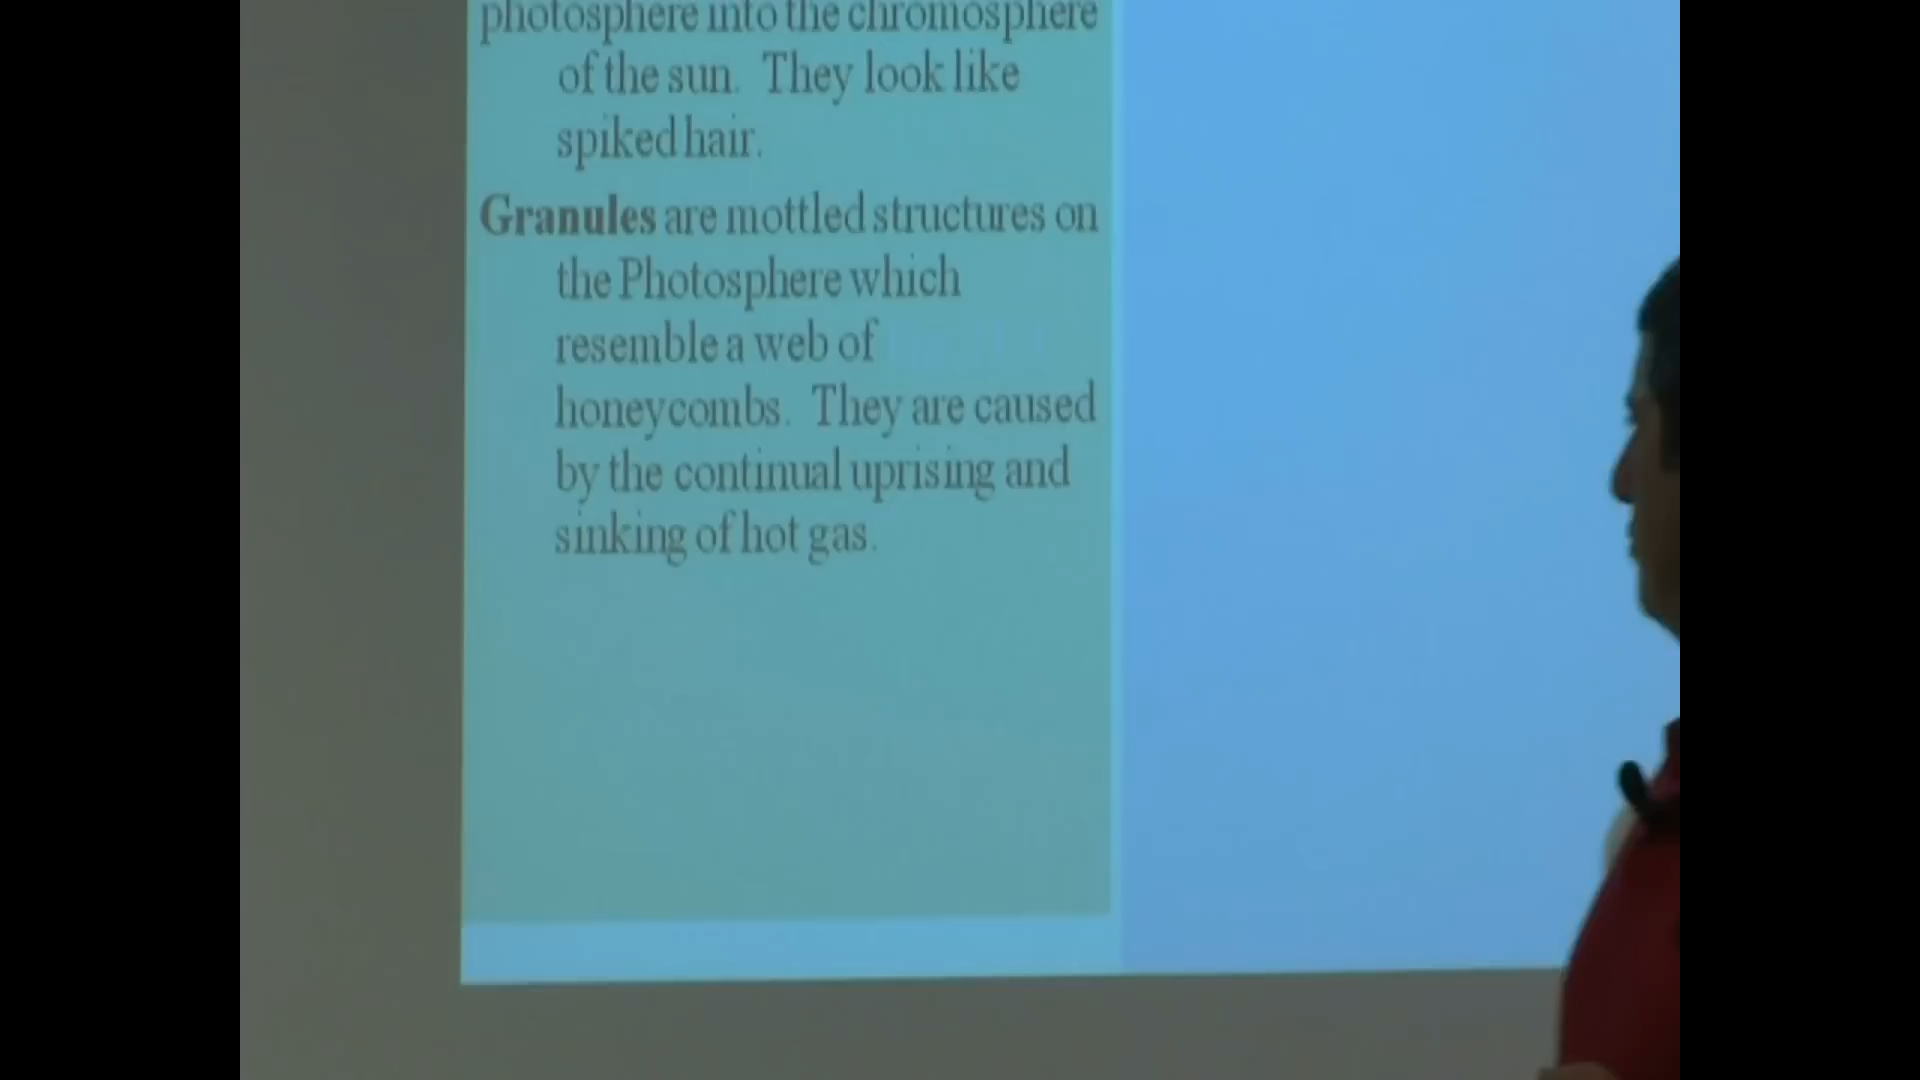 photosphere into the chromosphere
of the sun. They look like
spiked hair.
Granules are mottled structures on
the Photosphere which
resemble a web of
honeycombs. They are caused
by the continual uprising and
sinking of hot gas.